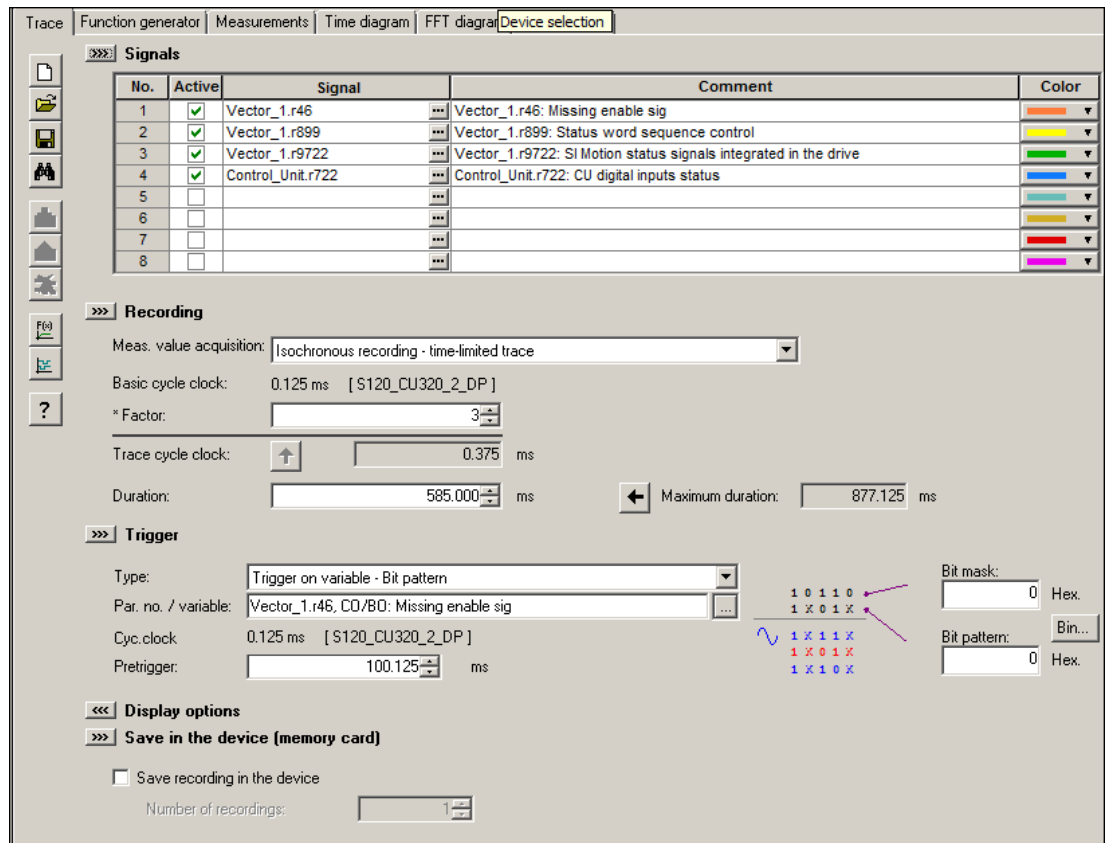 Trace Function generator Measurements Time diagram FFT diagrar Device selection
Signals
No. Active Signal Comment Color
1 Vector_1.r46 ... Vector_1.r46: Missing enable sig
2 Vector_1.r899 ... Vector_1.r899: Status word sequence control
3 Vector_1.r9722 ... Vector_1.r9722: SI Motion status signals integrated in the drive
4 Control_Unit.r722 ... Control_Unit.r722: CU digital inputs status
5 ...
6 ...
7 ...
8 ...
Recording
Meas. value acquisition: Isochronous recording - time-limited trace
Basic cycle clock: 0.125 ms [ S120_CU320_2_DP ]
* Factor: 3
Trace cycle clock: 0.375 ms
Duration: 585.000 ms Maximum duration: 877.125 ms
Trigger
Type: Trigger on variable - Bit pattern
Par. no. / variable: Vector_1.r46, CO/BO: Missing enable sig ...
Cyc.clock 0.125 ms [ S120_CU320_2_DP ]
Pretrigger: 100.125 ms
1 0 1 1 0
1 X 0 1 X
1 X 1 1 X
1 X 0 1 X
1 X 1 0 X
Bit mask:
0 Hex.
Bin...
Bit pattern:
0 Hex.
Display options
Save in the device (memory card)
Save recording in the device
Number of recordings: 1
F(x)
?